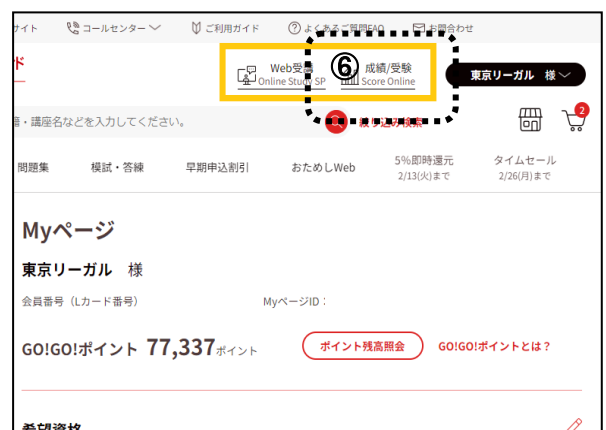 サイト コールセンター ご利用ガイド よくあるご質問FAQ お問合わせ
ド
Web受講 ⑥ 成績/受験
Online Study SP Score Online
東京リーガル 様
・講座名などを入力してください。 絞り込み検索 2
問題集 模試・答練 早期申込割引 おためしWeb 5%即時還元 タイムセール
2/13(火)まで 2/26(月)まで
Myページ
東京リーガル 様
会員番号（Lカード番号） MyページID：
GO!GO!ポイント 77,337ポイント ポイント残高照会 GO!GO!ポイントとは？
希望資格